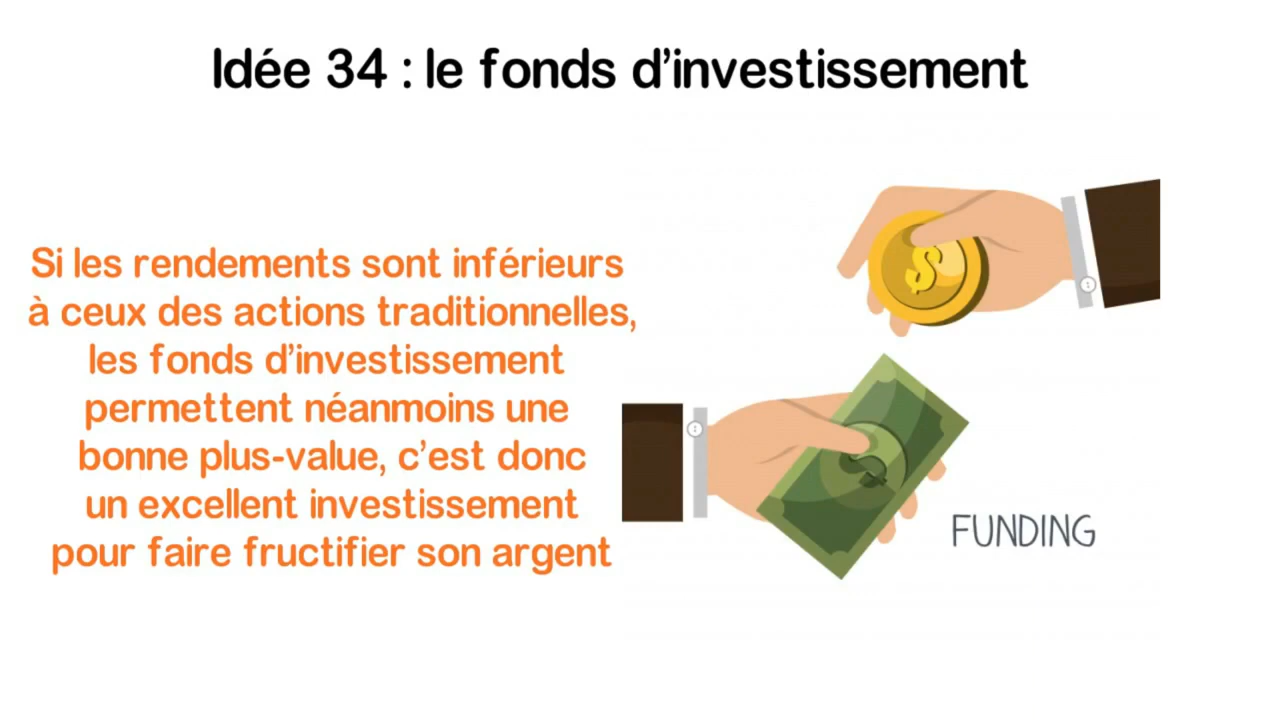 Idée 34 : le fonds d’investissement
Si les rendements sont inférieurs
à ceux des actions traditionnelles,
les fonds d’investissement
permettent néanmoins une
bonne plus-value, c’est donc
un excellent investissement
pour faire fructifier son argent
$
$
FUNDING